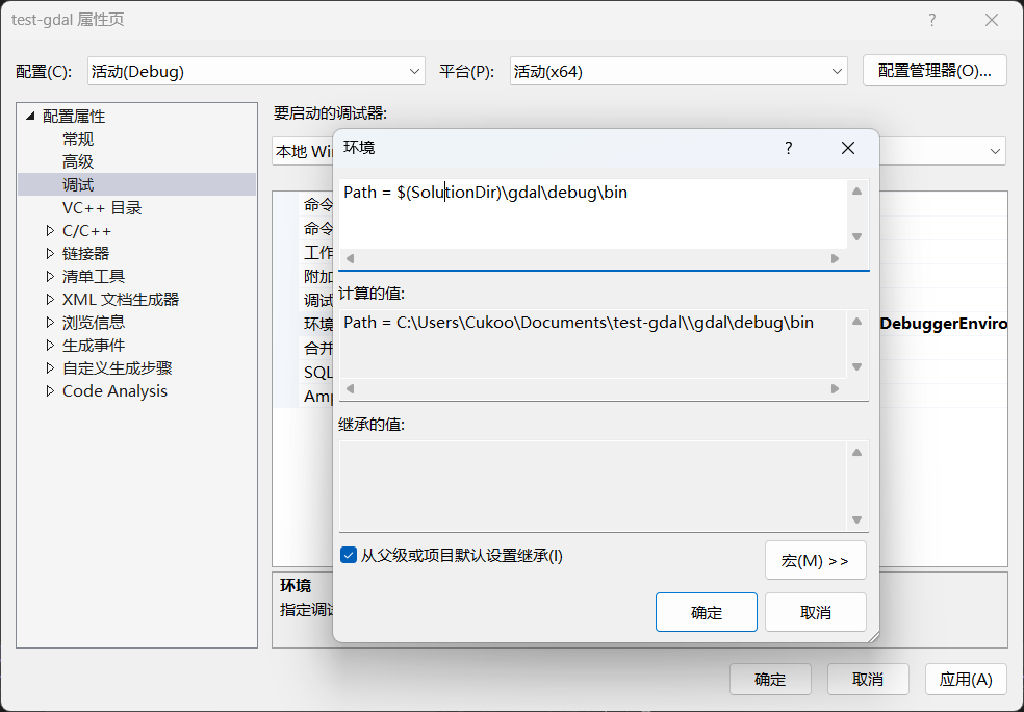 test-gdal 属性页
配置(C): 活动(Debug) 平台(P): 活动(x64) 配置管理器(O)...
配置属性
常规
高级
调试
VC++ 目录
C/C++
链接器
清单工具
XML 文档生成器
浏览信息
生成事件
自定义生成步骤
Code Analysis
要启动的调试器:
本地 Win
命令
命令
工作
附加
调试
环境
DebuggerEnviro
合并
SQL
Amp
环境
指定调试
环境
Path = $(SolutionDir)\gdal\debug\bin
计算的值:
Path = C:\Users\Cukoo\Documents\test-gdal\\gdal\debug\bin
继承的值:
从父级或项目默认设置继承(I)
宏(M) >>
确定 取消
确定 取消 应用(A)